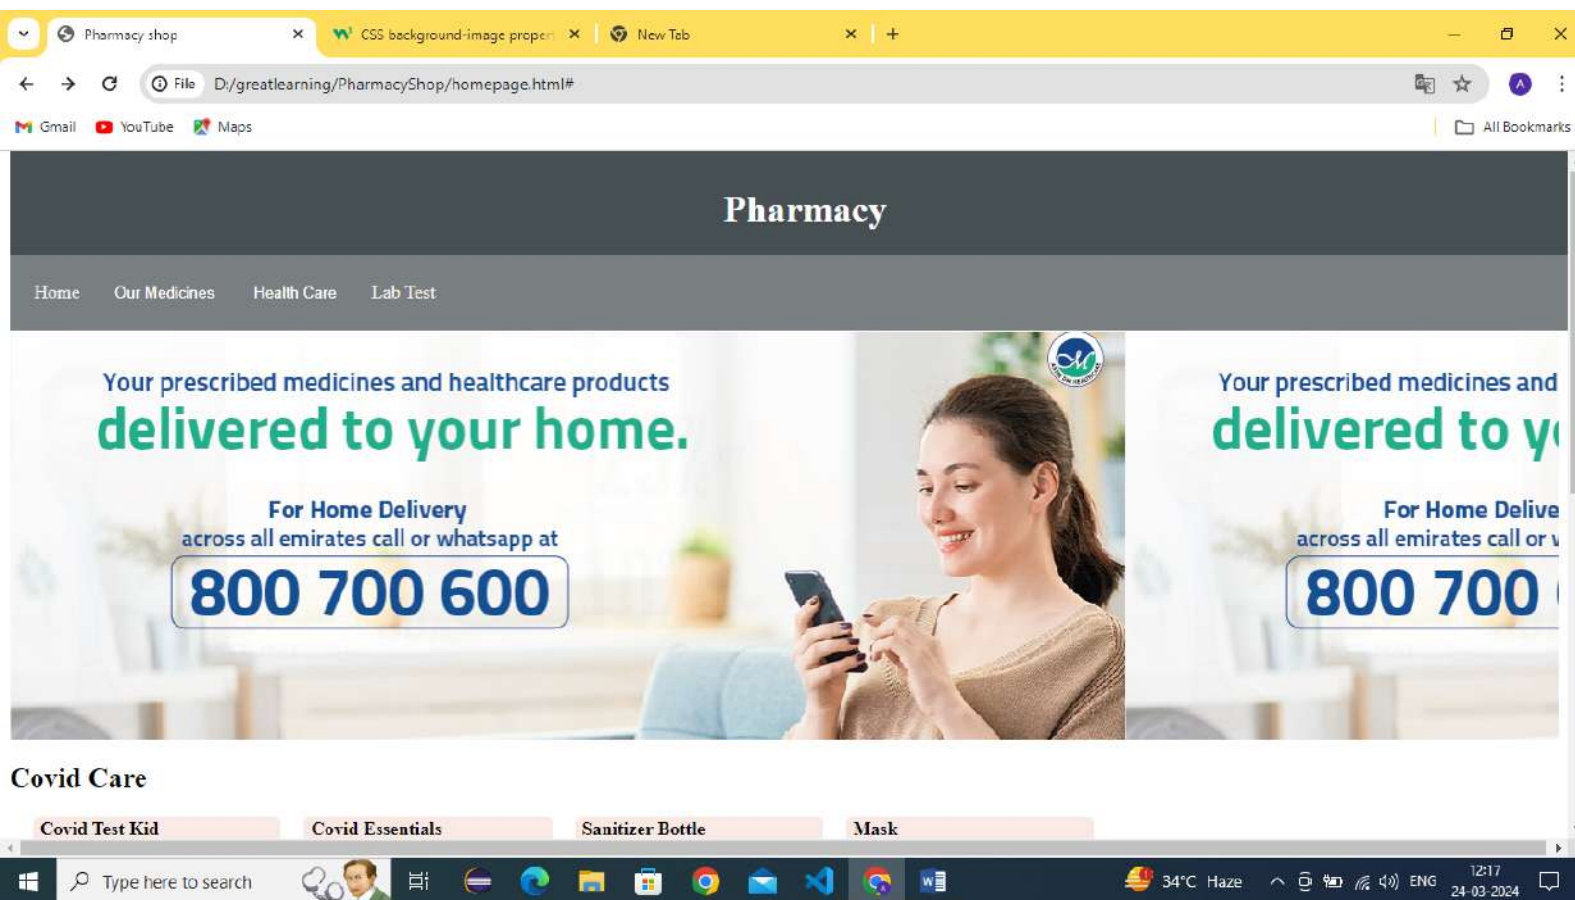 Pharmacy shop
CSS background-image propert
New Tab
File D:/greatlearning/PharmacyShop/homepage.html#
A
Gmail YouTube Maps
All Bookmarks
Pharmacy
Home Our Medicines Health Care Lab Test
Your prescribed medicines and healthcare products
delivered to your home.
For Home Delivery
across all emirates call or whatsapp at
800 700 600
Your prescribed medicines and
delivered to y
For Home Delive
across all emirates call or
800 700
Covid Care
Covid Test Kid Covid Essentials Sanitizer Bottle Mask
Type here to search
34°C Haze
ENG
12:17
24-03-2024